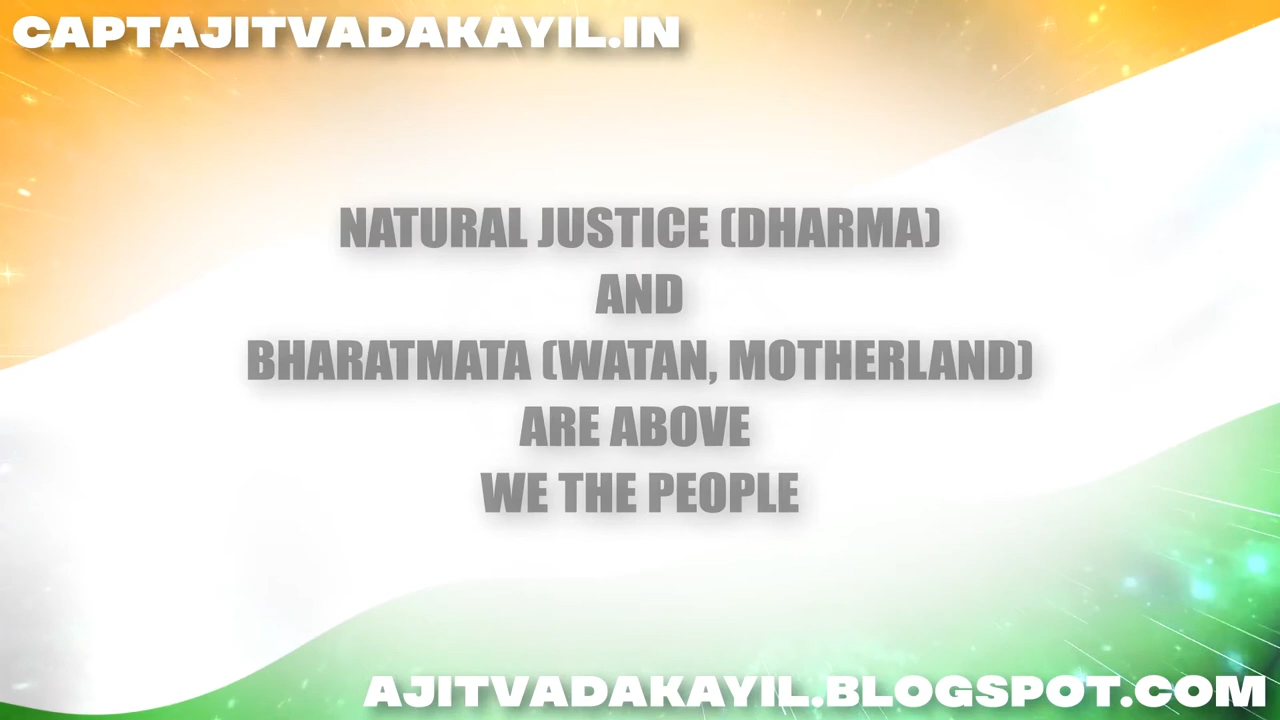 CAPTAJITVADAKAYIL.IN
NATURAL JUSTICE (DHARMA)
AND
BHARATMATA (WATAN, MOTHERLAND)
ARE ABOVE
WE THE PEOPLE
AJITVADAKAYIL.BLOGSPOT.COM